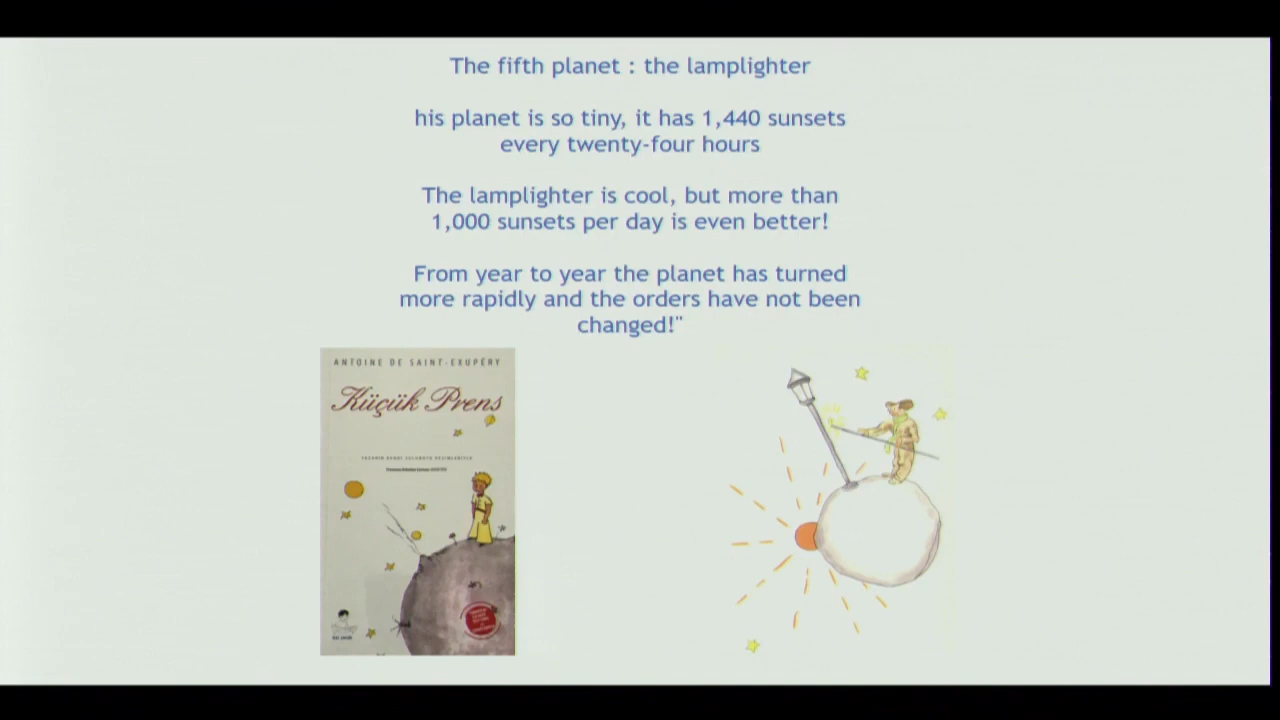 The fifth planet : the lamplighter
his planet is so tiny, it has 1,440 sunsets
every twenty-four hours
The lamplighter is cool, but more than
1,000 sunsets per day is even better!
From year to year the planet has turned
more rapidly and the orders have not been
changed!"
ANTOINE DE SAINT-EXUPÉRY
Küçük Prens